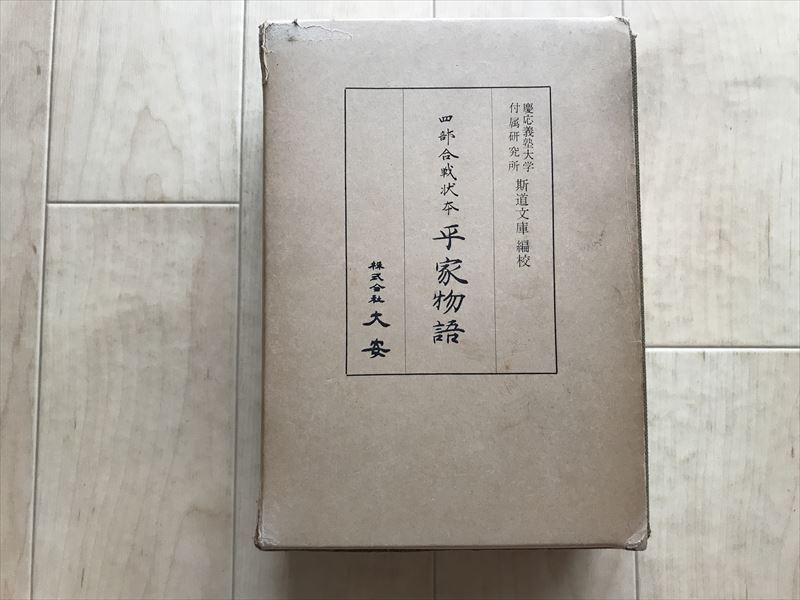 慶応義塾大学
付属研究所 斯道文庫 編校
四部合戦状本 平家物語
株式会社 大安